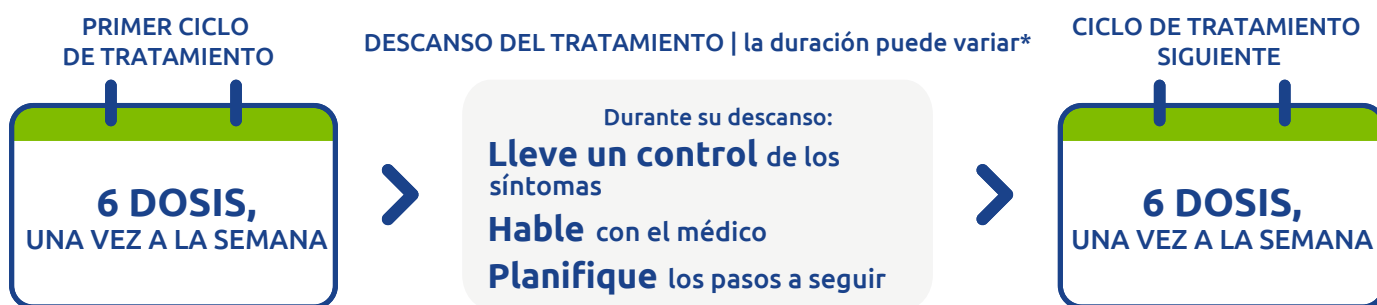 PRIMER CICLO
DE TRATAMIENTO
6 DOSIS,
UNA VEZ A LA SEMANA
DESCANSO DEL TRATAMIENTO | la duración puede variar*
Durante su descanso:
Lleve un control de los
síntomas
Hable con el médico
Planifique los pasos a seguir
CICLO DE TRATAMIENTO
SIGUIENTE
6 DOSIS,
UNA VEZ A LA SEMANA